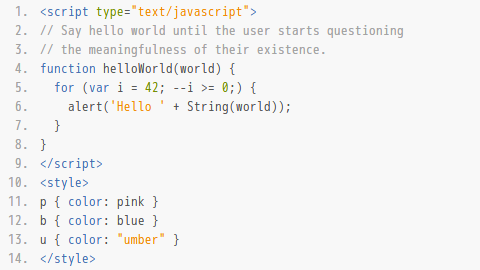 1. <script type="text/javascript">
2. // Say hello world until the user starts questioning
3. // the meaningfulness of their existence.
4. function helloWorld(world) {
5.   for (var i = 42; --i >= 0;) {
6.     alert('Hello ' + String(world));
7.   }
8. }
9. </script>
10. <style>
11. p { color: pink }
12. b { color: blue }
13. u { color: "umber" }
14. </style>